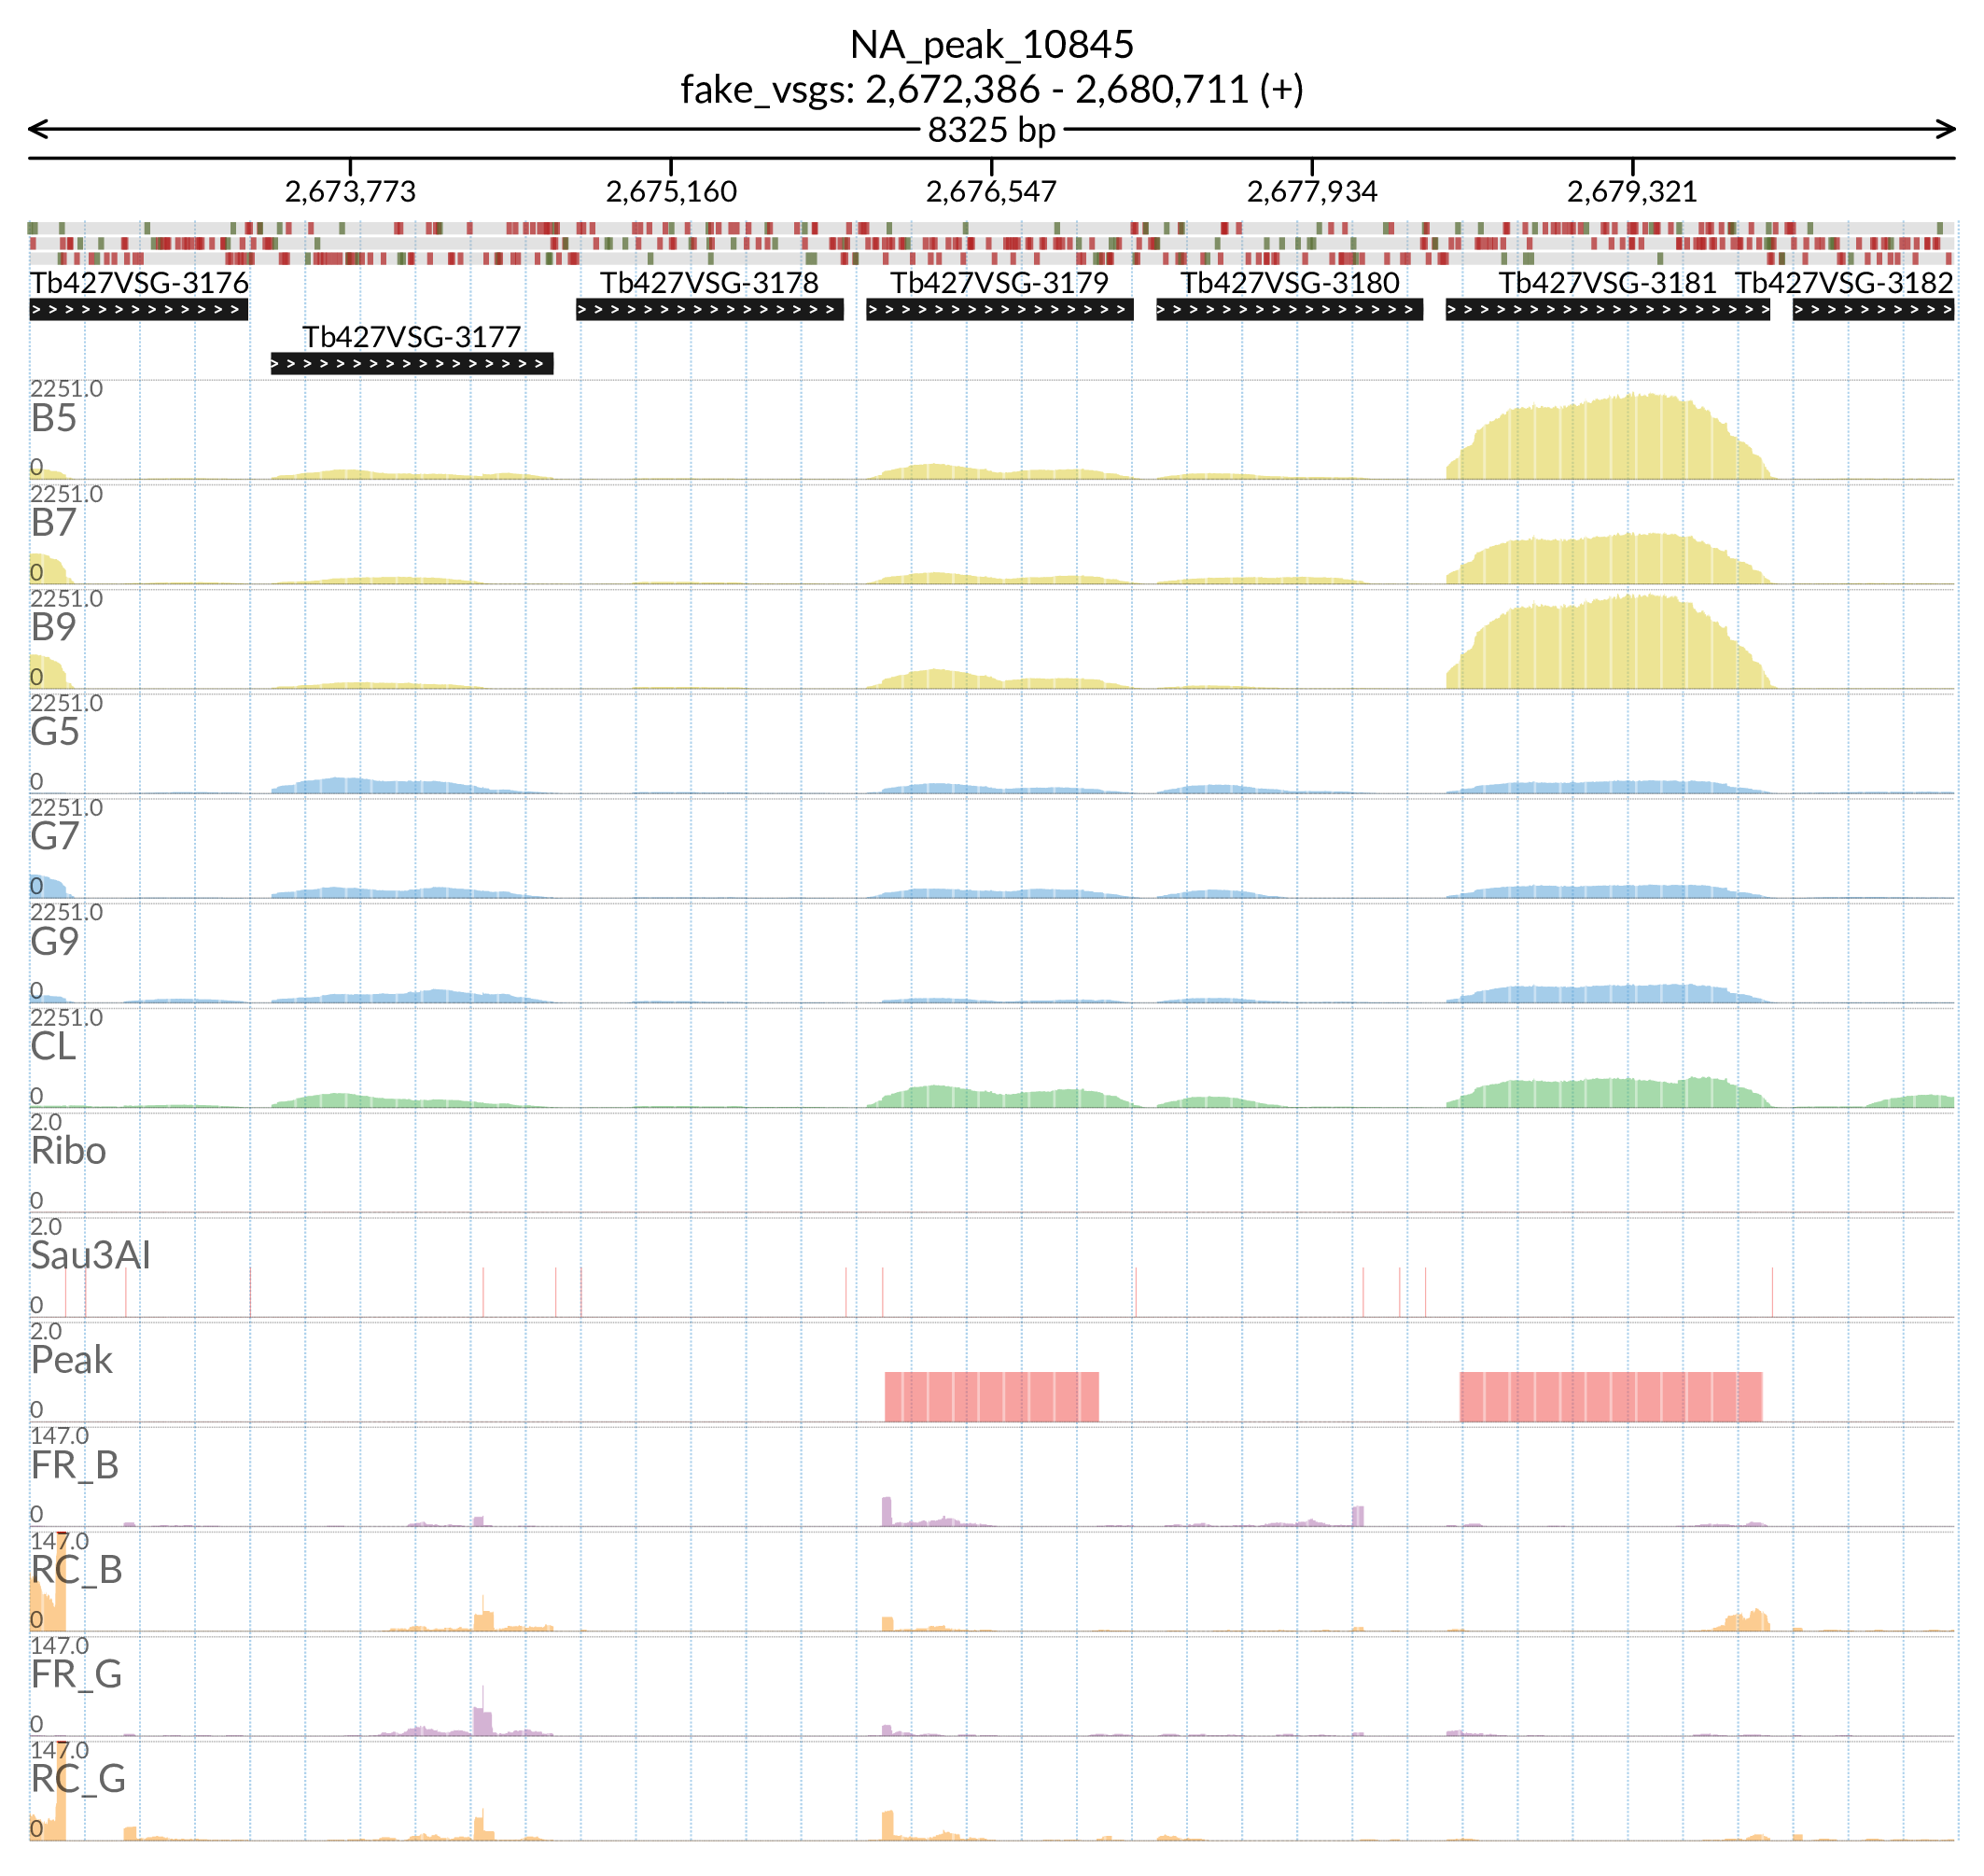 NA_peak_10845
fake_vsgs: 2,672,386 - 2,680,711 (+)
8325 bp
2,673,773 2,675,160 2,676,547 2,677,934 2,679,321
Tb427VSG-3176 Tb427VSG-3178 Tb427VSG-3179 Tb427VSG-3180 Tb427VSG-3181 Tb427VSG-3182
Tb427VSG-3177
2251.0
B5
0
2251.0
B7
0
2251.0
B9
0
2251.0
G5
0
2251.0
G7
0
2251.0
G9
0
2251.0
CL
0
2.0
Ribo
0
2.0
Sau3AI
0
2.0
Peak
0
147.0
FR_B
0
147.0
RC_B
0
147.0
FR_G
0
147.0
RC_G
0